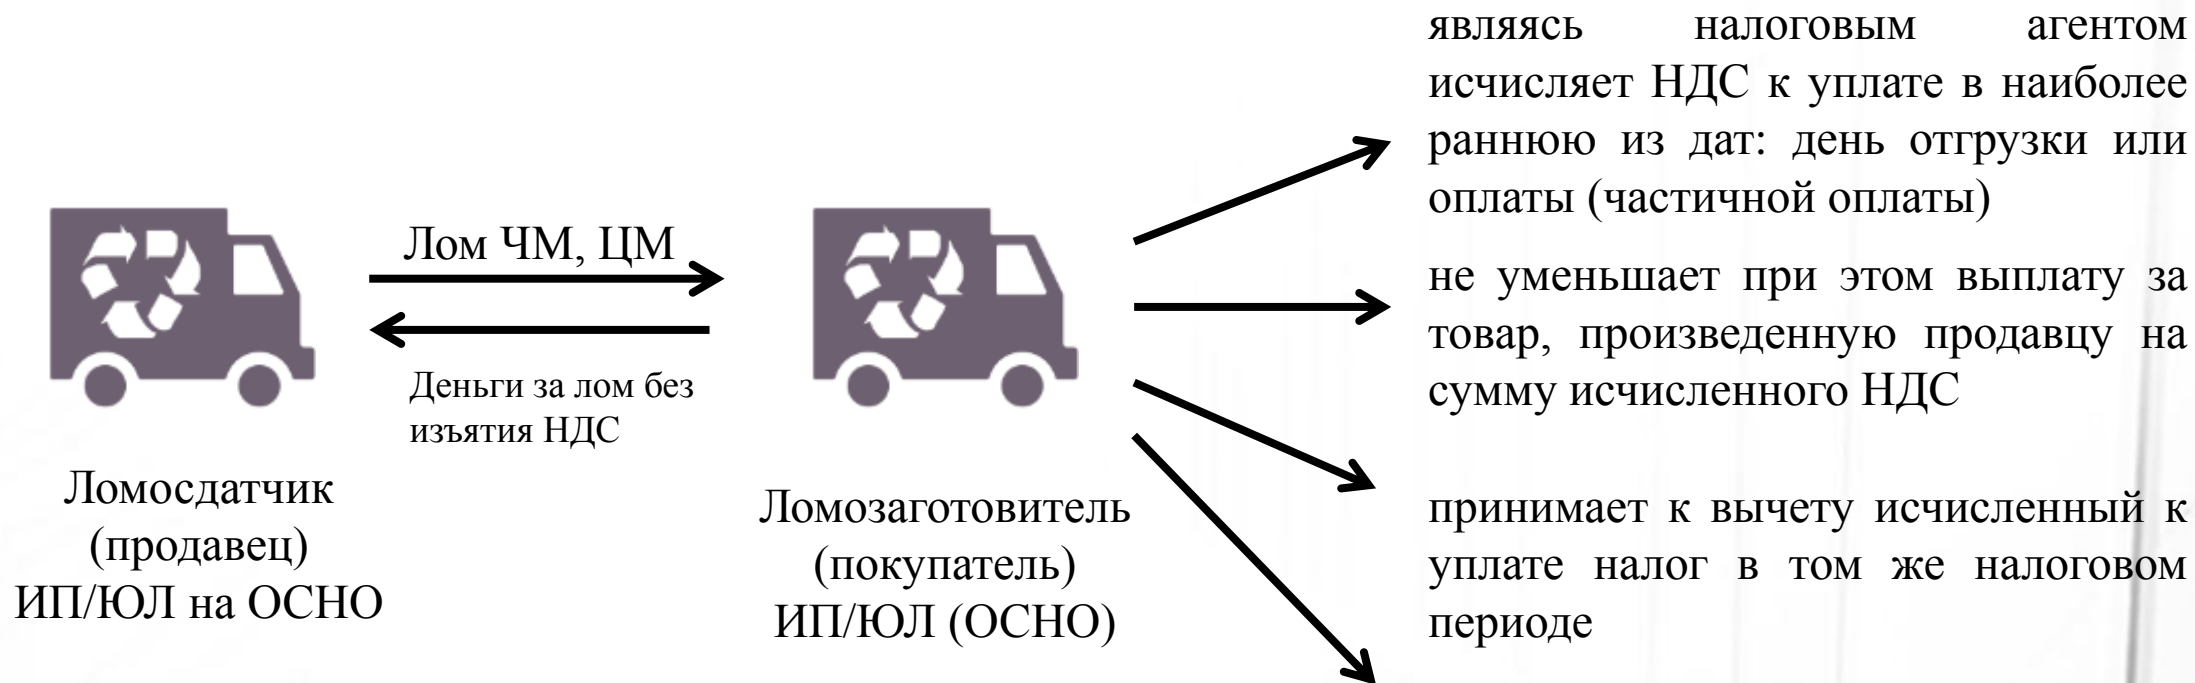 Лом ЧМ, ЦМ
Деньги за лом без
изъятия НДС
Ломосдатчик
(продавец)
ИП/ЮЛ на ОСНО
Ломозаготовитель
(покупатель)
ИП/ЮЛ (ОСНО)
являясь налоговым агентом
исчисляет НДС к уплате в наиболее
раннюю из дат: день отгрузки или
оплаты (частичной оплаты)
не уменьшает при этом выплату за
товар, произведенную продавцу на
сумму исчисленного НДС
принимает к вычету исчисленный к
уплате налог в том же налоговом
периоде